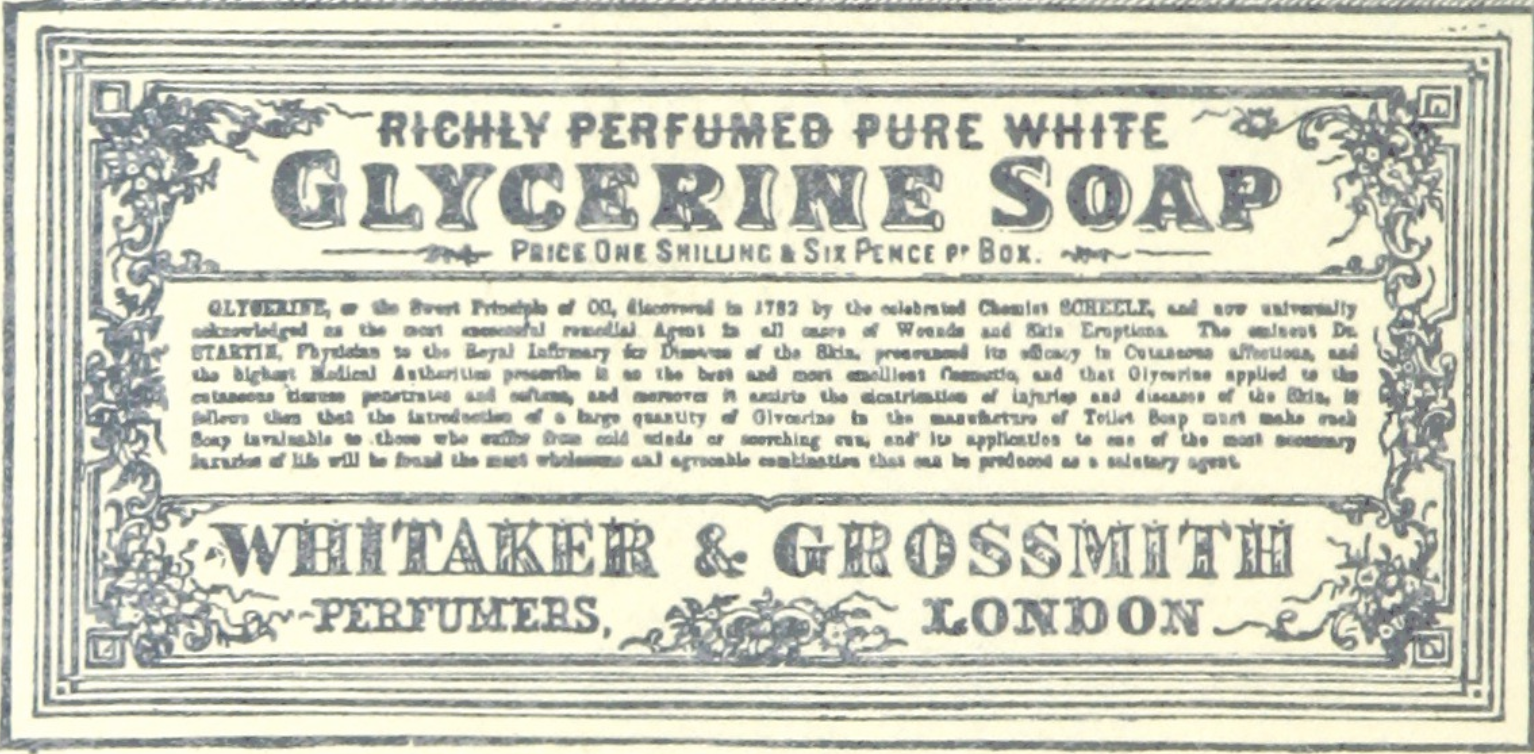 RICHLY PERFUMED PURE WHITE
GLYCERINE SOAP
PRICE ONE SHILLING & SIX PENCE Pr BOX.
GLYCERINE, or the Sweet Principle of Oil, discovered in 1782 by the celebrated Chemist SCHEELE, and now universally
acknowledged as the most successful remedial Agent in all cases of Wounds and Skin Eruptions. The eminent Dr.
STARTIN, Physician to the Royal Infirmary for Diseases of the Skin, pronounced its efficacy in Cutaneous affections, and
the highest Medical Authorities prescribe it as the best and most emollient Cosmetic, and that Glycerine applied to the
cutaneous tissues penetrates and softens, and moreover it assists the cicatrisation of injuries and diseases of the Skin, it
follows then that the introduction of a large quantity of Glycerine in the manufacture of Toilet Soap must make such
Soap invaluable to those who suffer from cold winds or scorching sun, and its application to one of the most necessary
luxuries of life will be found the most wholesome and agreeable combination that can be produced as a salutary agent.
WHITAKER & GROSSMITH
PERFUMERS, LONDON